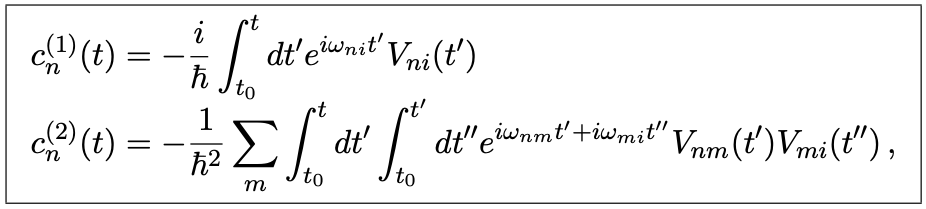 c_n^{(1)}(t) = -\frac{i}{\hbar} \int_{t_0}^{t} dt' e^{i\omega_{ni}t'} V_{ni}(t')
c_n^{(2)}(t) = -\frac{1}{\hbar^2} \sum_m \int_{t_0}^{t} dt' \int_{t_0}^{t'} dt'' e^{i\omega_{nm}t'+i\omega_{mi}t''} V_{nm}(t')V_{mi}(t'') ,